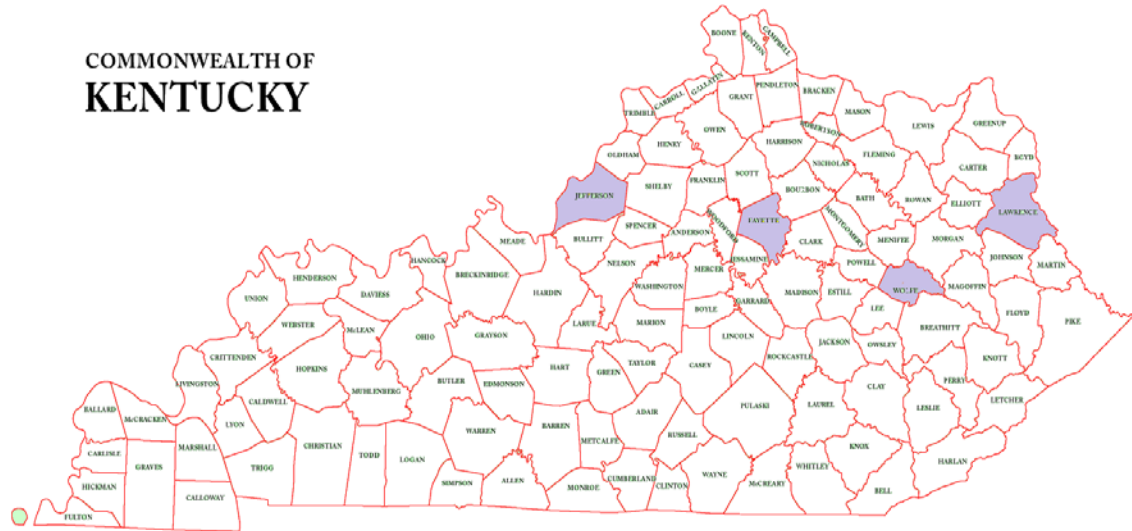 COMMONWEALTH OF
KENTUCKY
BOONE
KENTON
CAMPBELL
GALLATIN
CARROLL
TRIMBLE
GRANT
PENDLETON
BRACKEN
MASON
LEWIS
GREENUP
OWEN
ROBERTSON
HENRY
HARRISON
OLDHAM
NICHOLAS
FLEMING
CARTER
BOYD
SHELBY
FRANKLIN
SCOTT
BOURBON
BATH
ROWAN
ELLIOTT
LAWRENCE
JEFFERSON
SPENCER
ANDERSON
WOODFORD
FAYETTE
CLARK
MONTGOMERY
MENIFEE
MORGAN
JOHNSON
MARTIN
MEADE
BULLITT
NELSON
JESSAMINE
POWELL
HANCOCK
BRECKINRIDGE
HARDIN
WASHINGTON
MERCER
GARRARD
MADISON
ESTILL
WOLFE
MAGOFFIN
HENDERSON
DAVIESS
UNION
LEE
FLOYD
PIKE
WEBSTER
McLEAN
OHIO
GRAYSON
LARUE
MARION
BOYLE
LINCOLN
ROCKCASTLE
JACKSON
OWSLEY
BREATHITT
KNOTT
CRITTENDEN
HOPKINS
HART
GREEN
TAYLOR
CASEY
LIVINGSTON
MUHLENBERG
BUTLER
EDMONSON
CLAY
PERRY
LETCHER
BALLARD
McCRACKEN
CALDWELL
LYON
ADAIR
PULASKI
LAUREL
LESLIE
MARSHALL
CHRISTIAN
WARREN
BARREN
METCALFE
RUSSELL
KNOX
CARLISLE
GRAVES
TRIGG
TODD
LOGAN
HARLAN
HICKMAN
CALLOWAY
SIMPSON
ALLEN
MONROE
CUMBERLAND
CLINTON
WAYNE
McCREARY
WHITLEY
BELL
FULTON